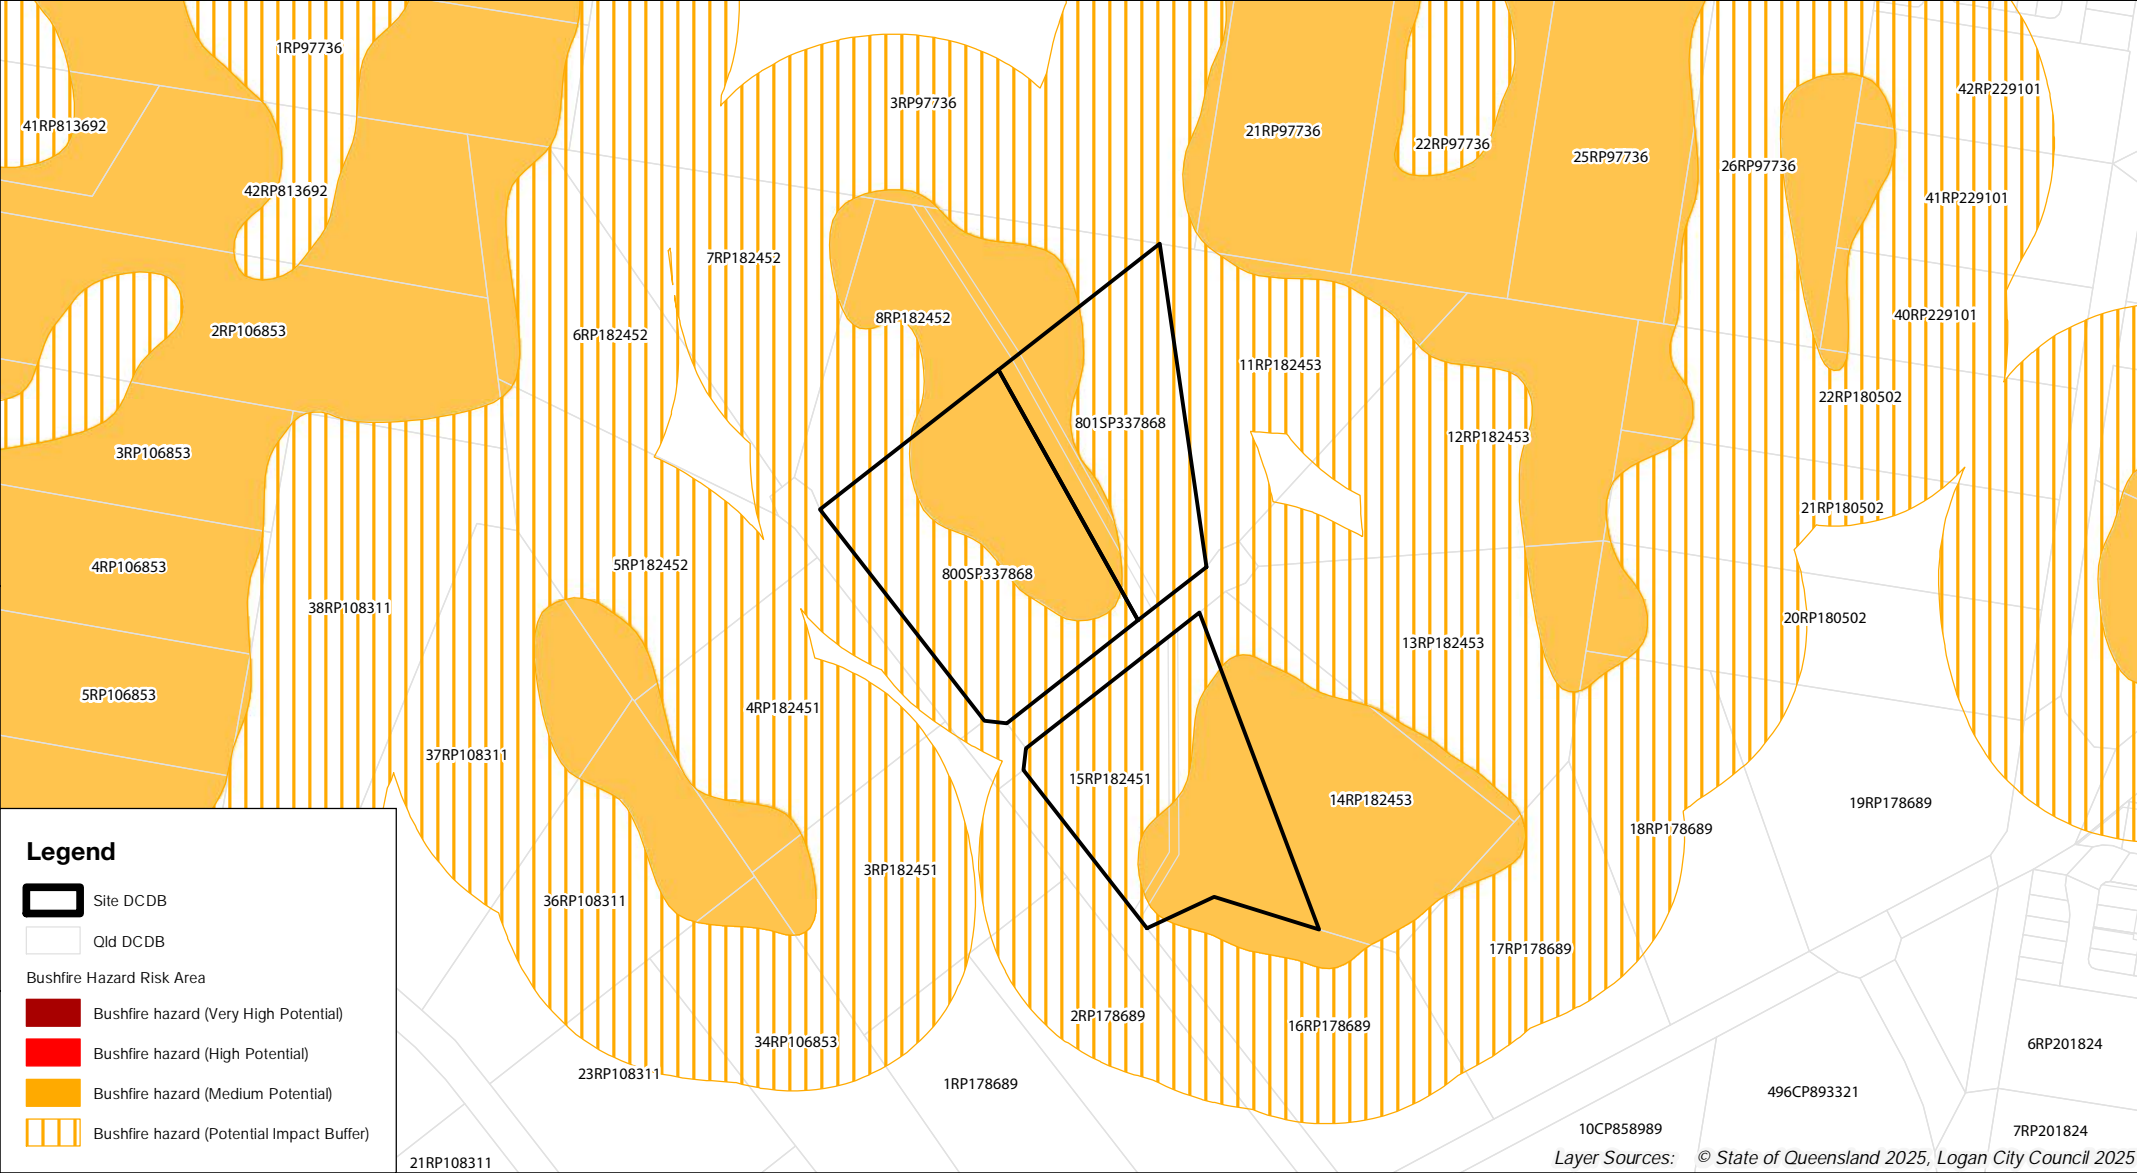 1RP97736
42RP229101
3RP97736
41RP813692
21RP97736
22RP97736
25RP97736
26RP97736
42RP813692
41RP229101
7RP182452
40RP229101
8RP182452
2RP106853
6RP182452
11RP182453
22RP180502
801SP337868
12RP182453
3RP106853
21RP180502
4RP106853
5RP182452
800SP337868
38RP108311
20RP180502
13RP182453
5RP106853
4RP182451
37RP108311
15RP182451
14RP182453
19RP178689
18RP178689
3RP182451
36RP108311
17RP178689
2RP178689
16RP178689
34RP106853
6RP201824
23RP108311
1RP178689
496CP893321
10CP858989
7RP201824
21RP108311
Legend
Site DCDB
Qld DCDB
Bushfire Hazard Risk Area
Bushfire hazard (Very High Potential)
Bushfire hazard (High Potential)
Bushfire hazard (Medium Potential)
Bushfire hazard (Potential Impact Buffer)
Layer Sources: © State of Queensland 2025, Logan City Council 2025